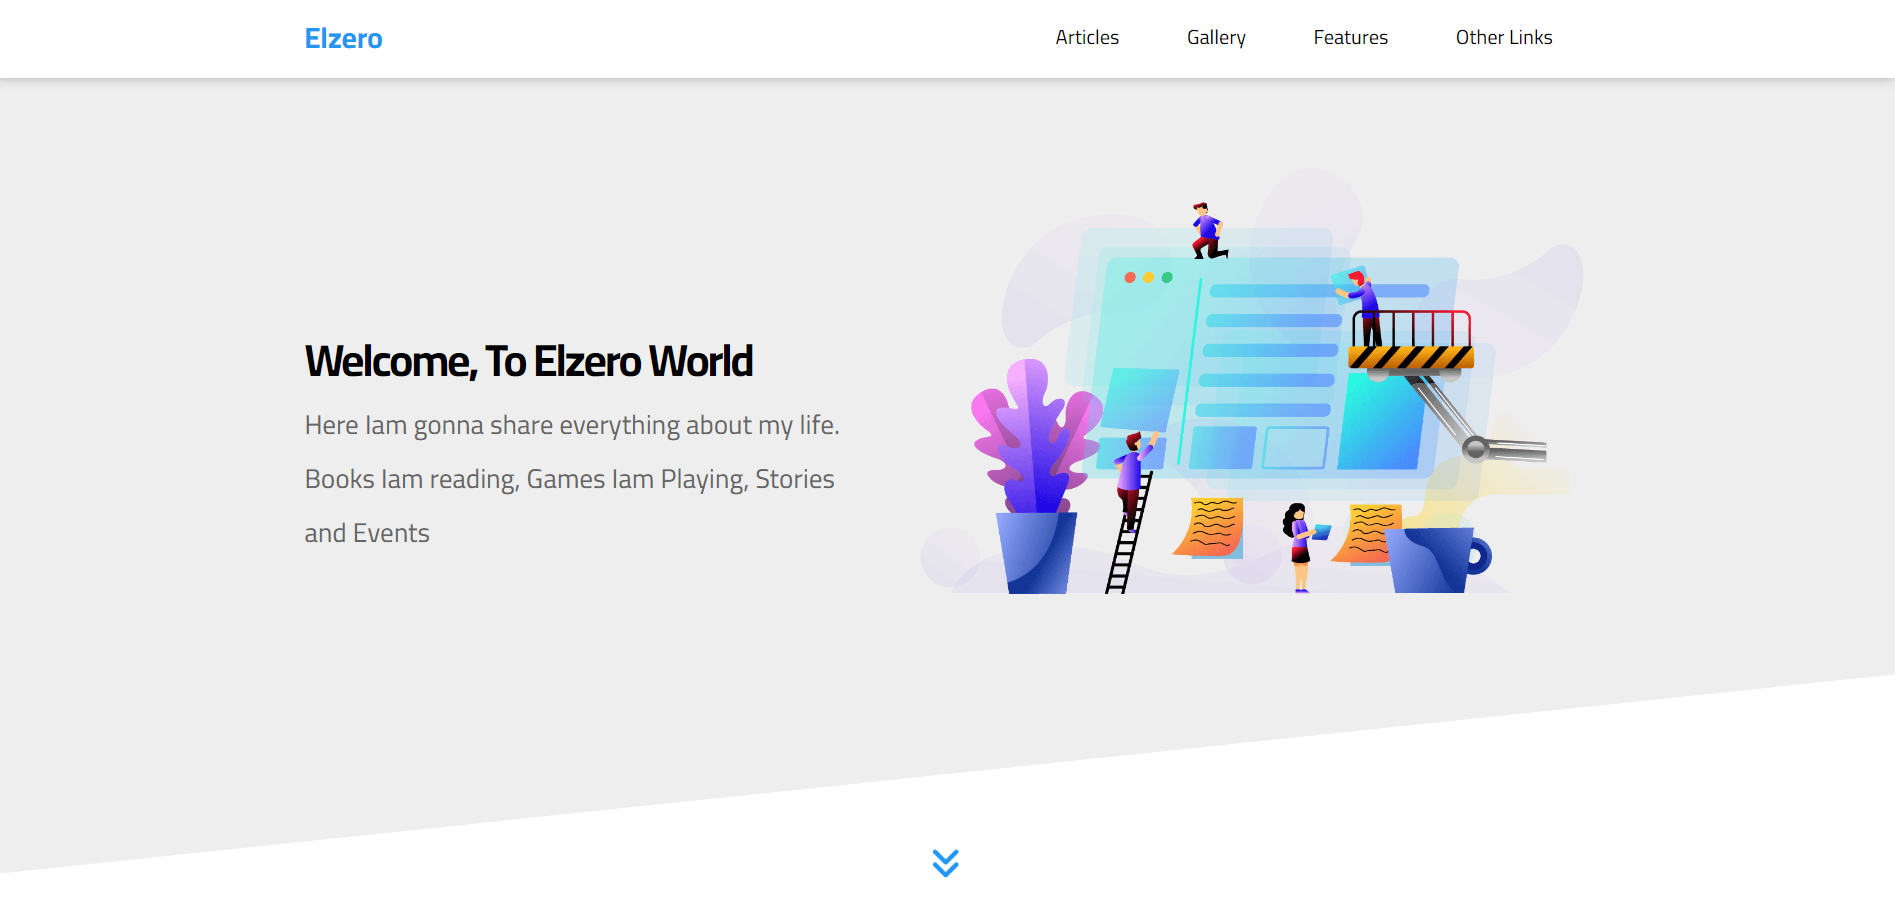 Elzero
Articles
Gallery
Features
Other Links
Welcome, To Elzero World
Here Iam gonna share everything about my life.
Books Iam reading, Games Iam Playing, Stories
and Events